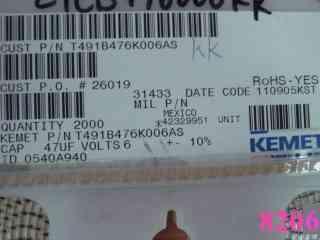 CUST P/N T491B476K006AS
KK
CUST P.O. # 26019
RoHS-YES
31433 DATE CODE 110905KST
MIL P/N
MEXICO
QUANTITY 2000
42329951 UNIT
KEMET P/N T491B476K006AS
CAP 47UF VOLTS 6 +- 10%
KEMET
ID 0540A940